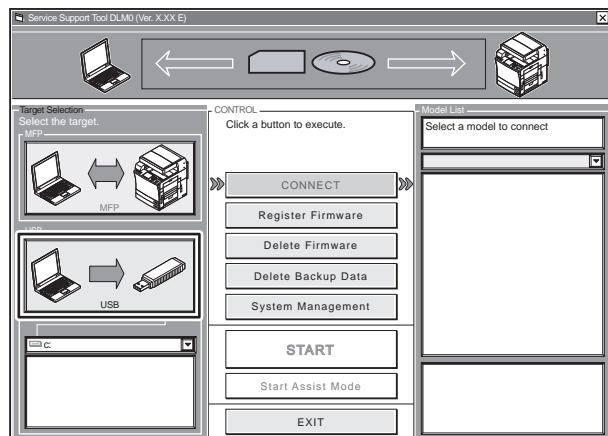 Service Support Tool DLM0 (Ver. X.XX E)
Target Selection
Select the target.
MFP
MFP
USB
USB
C:
CONTROL
Click a button to execute.
CONNECT
Register Firmware
Delete Firmware
Delete Backup Data
System Management
START
Start Assist Mode
EXIT
Model List
Select a model to connect